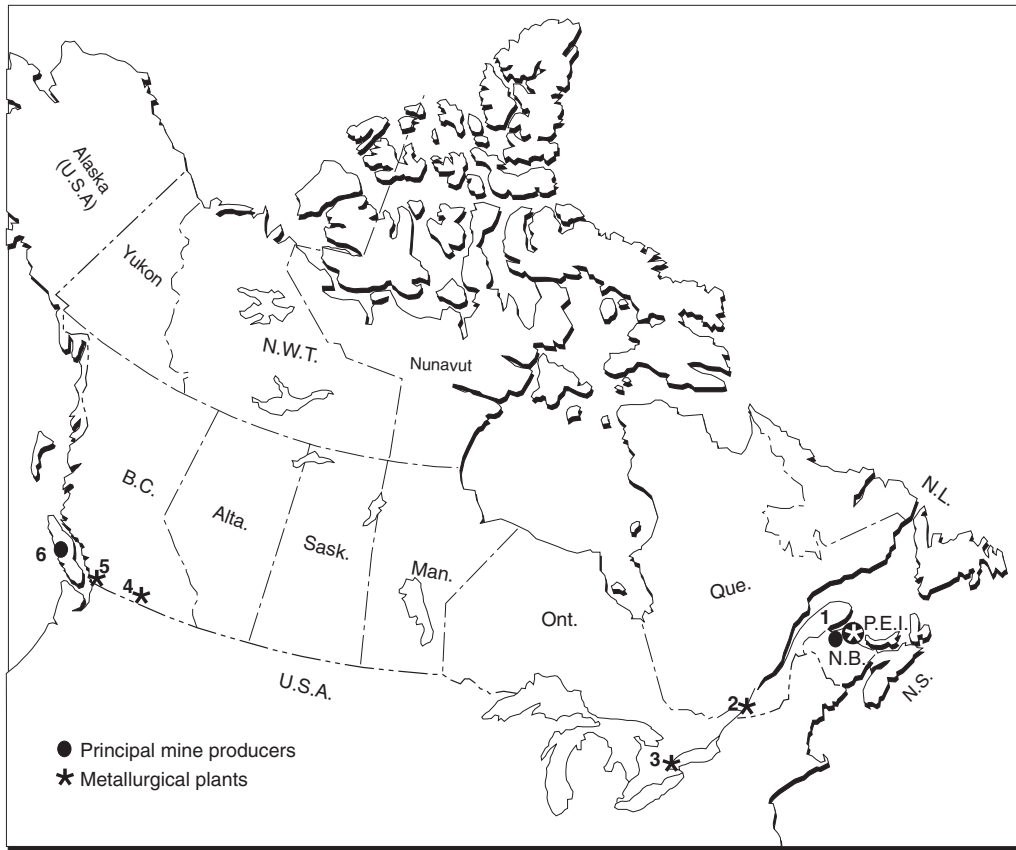 Alaska
(U.S.A)
Yukon
N.W.T.
Nunavut
B.C.
Alta.
Sask.
Man.
Ont.
Que.
N.L.
6
5
4
1
P.E.I.
N.B.
N.S.
U.S.A.
2
3
Principal mine producers
Metallurgical plants